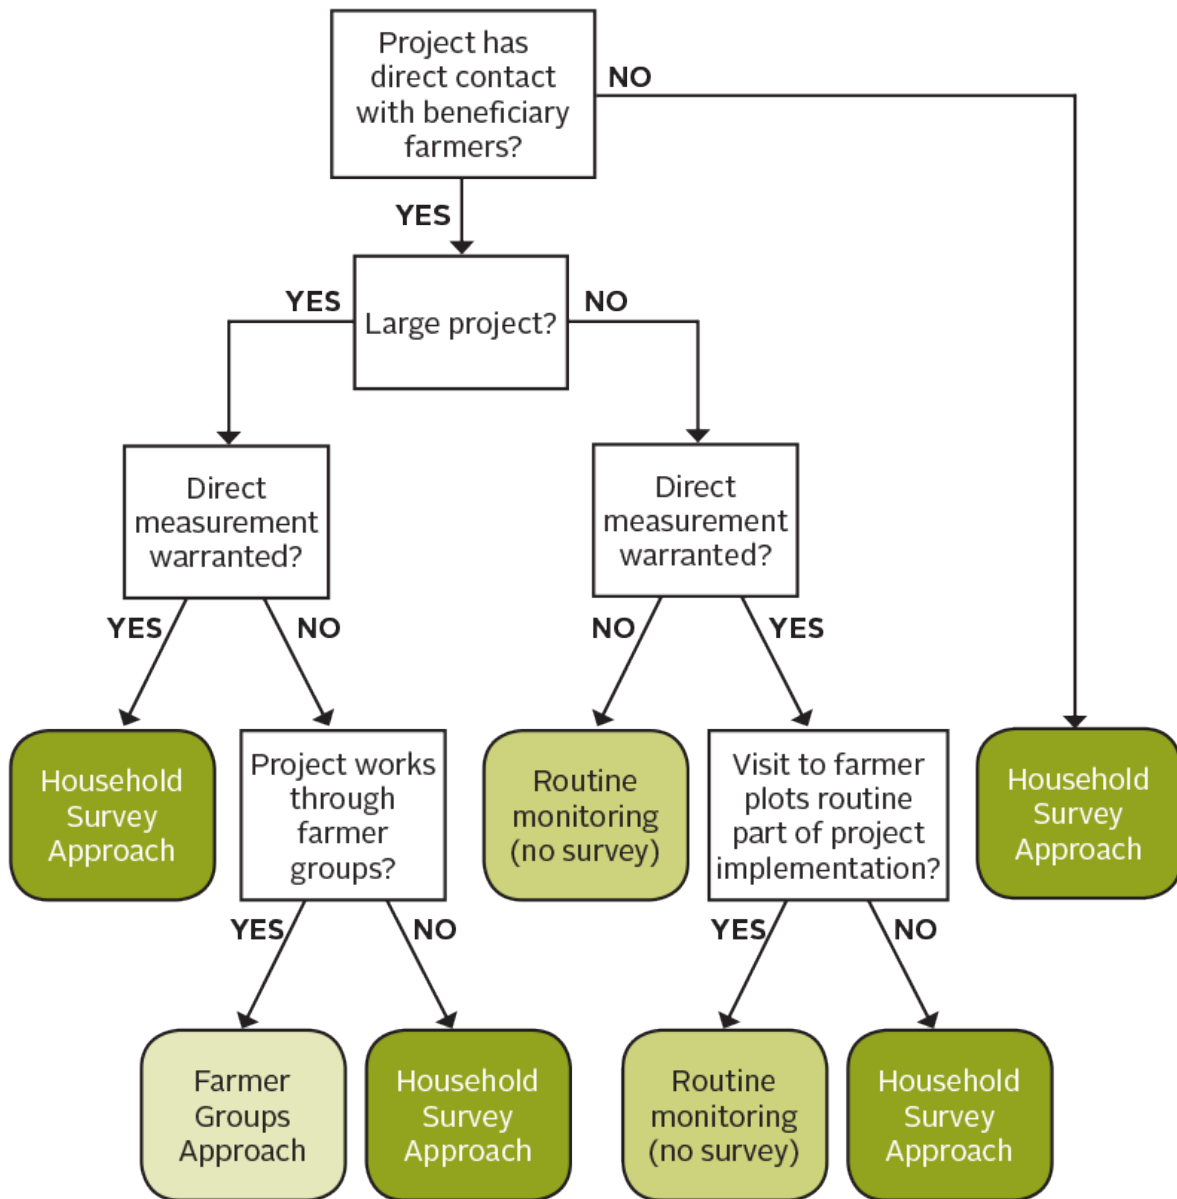 Project has
direct contact
with beneficiary
farmers?
NO
YES
Large project?
YES
NO
Direct
measurement
warranted?
Direct
measurement
warranted?
YES
NO
NO
YES
Household
Survey
Approach
Project works
through
farmer
groups?
Routine
monitoring
(no survey)
Visit to farmer
plots routine
part of project
implementation?
Household
Survey
Approach
YES
NO
YES
NO
Farmer
Groups
Approach
Household
Survey
Approach
Routine
monitoring
(no survey)
Household
Survey
Approach